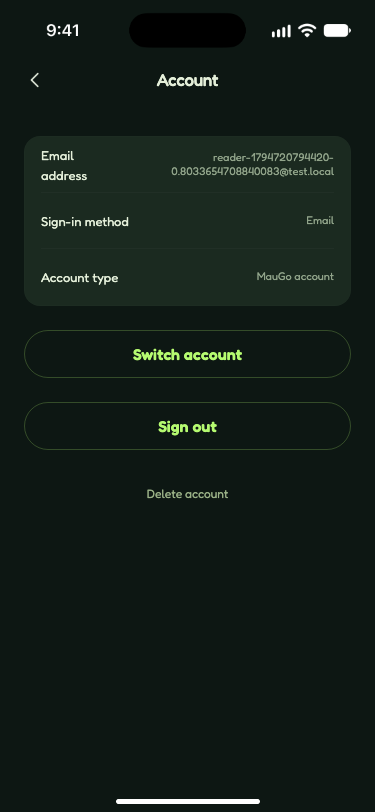 9:41
Account
Email
address
reader-1794720794420-
0.8033654708840083@test.local
Sign-in method
Email
Account type
MauGo account
Switch account
Sign out
Delete account